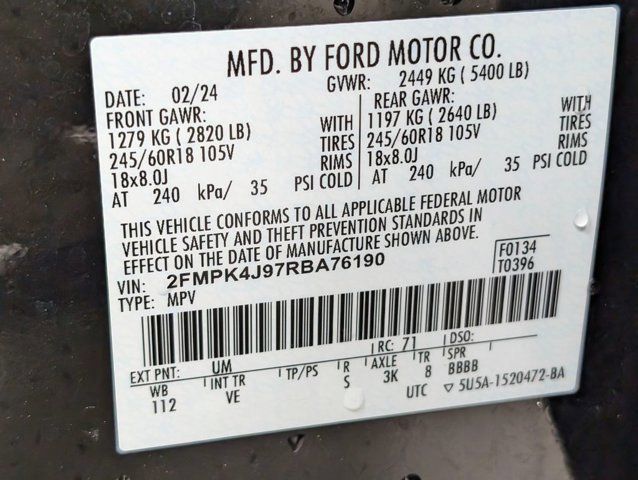 MFD. BY FORD MOTOR CO.
DATE: 02/24 GVWR: 2449 KG ( 5400 LB)
FRONT GAWR: REAR GAWR:
1279 KG ( 2820 LB) WITH 1197 KG ( 2640 LB) WITH
245/60R18 105V TIRES 245/60R18 105V TIRES
18x8.0J RIMS 18x8.0J RIMS
AT 240 kPa/ 35 PSI COLD AT 240 kPa/ 35 PSI COLD
THIS VEHICLE CONFORMS TO ALL APPLICABLE FEDERAL MOTOR
VEHICLE SAFETY AND THEFT PREVENTION STANDARDS IN
EFFECT ON THE DATE OF MANUFACTURE SHOWN ABOVE.
VIN: 2FMPK4J97RBA76190 F0134
TYPE: MPV T0396
EXT PNT: UM RC: 71 DSO:
WB INT TR TP/PS R AXLE TR SPR
112 VE S 3K 8 BBBB
UTC ▽ 5U5A-1520472-BA